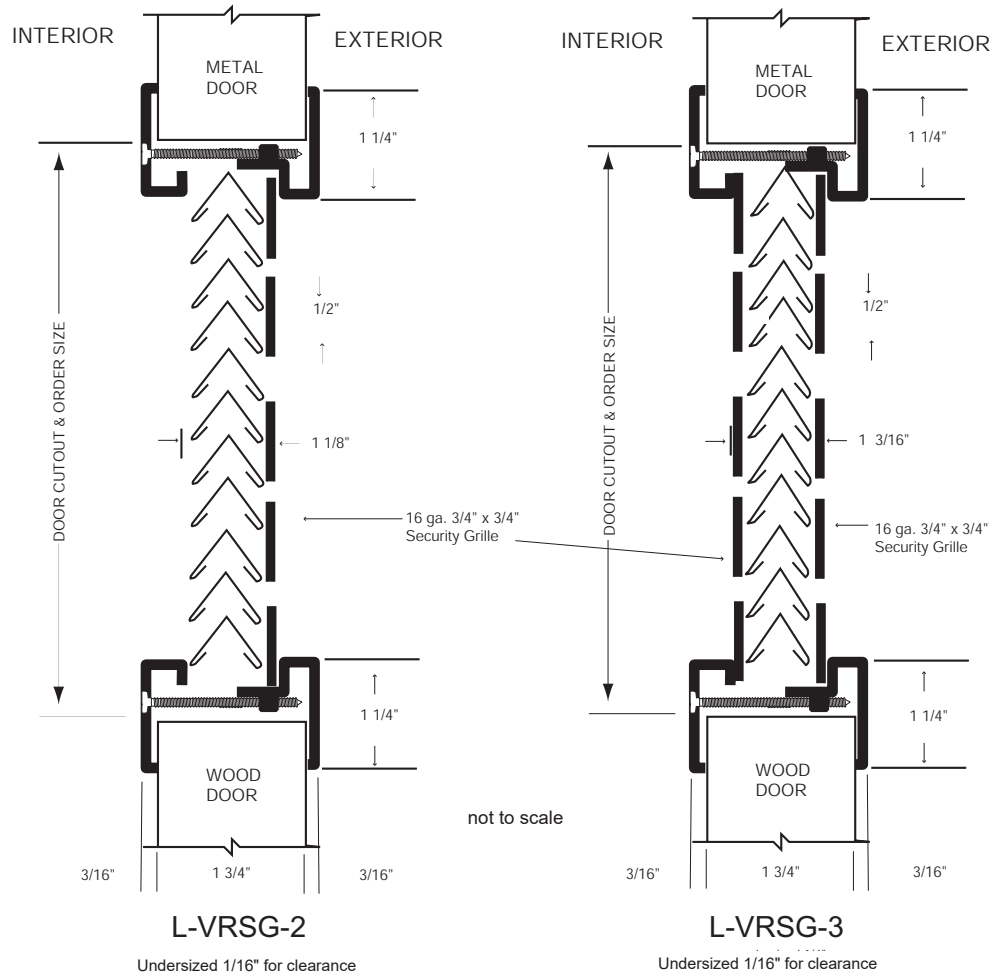 INTERIOR
EXTERIOR
METAL
DOOR
1 1/4"
DOOR CUTOUT & ORDER SIZE
1/2"
1 1/8"
16 ga. 3/4" x 3/4"
Security Grille
1 1/4"
WOOD
DOOR
3/16"
1 3/4"
3/16"
L-VRSG-2
Undersized 1/16" for clearance
not to scale
INTERIOR
EXTERIOR
METAL
DOOR
1 1/4"
DOOR CUTOUT & ORDER SIZE
1/2"
1 3/16"
16 ga. 3/4" x 3/4"
Security Grille
1 1/4"
WOOD
DOOR
3/16"
1 3/4"
3/16"
L-VRSG-3
Undersized 1/16" for clearance